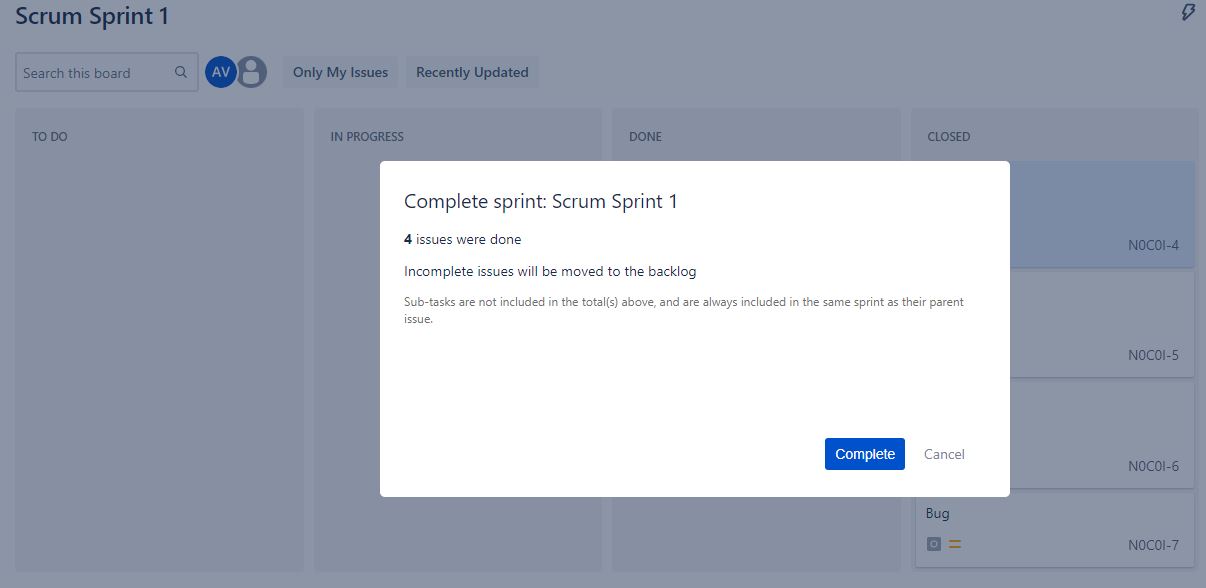 Scrum Sprint 1
Search this board
AV
Only My Issues
Recently Updated
TO DO
IN PROGRESS
DONE
CLOSED
Complete sprint: Scrum Sprint 1
4 issues were done
Incomplete issues will be moved to the backlog
Sub-tasks are not included in the total(s) above, and are always included in the same sprint as their parent
issue.
Complete
Cancel
N0C0I-4
N0C0I-5
N0C0I-6
Bug
N0C0I-7